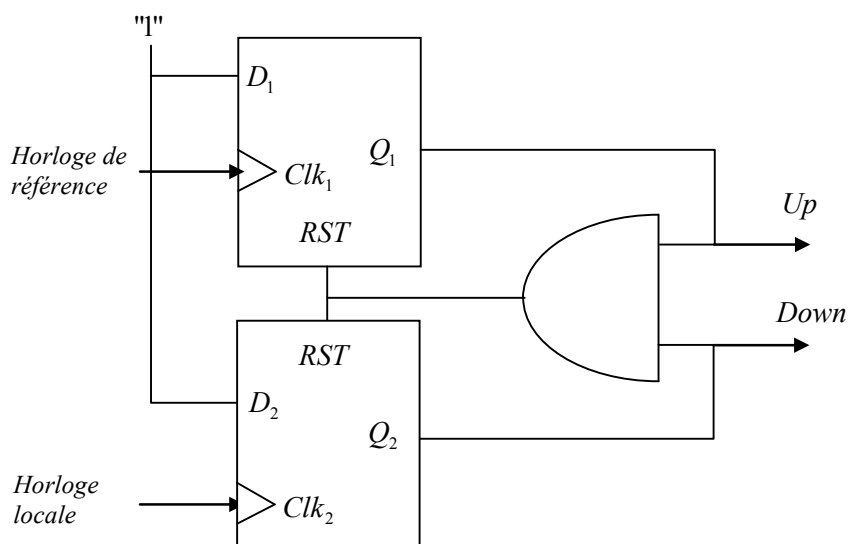 "1"
D₁
Horloge de
référence
Clk₁
Q₁
RST
Up
Down
RST
D₂
Q₂
Horloge
locale
Clk₂